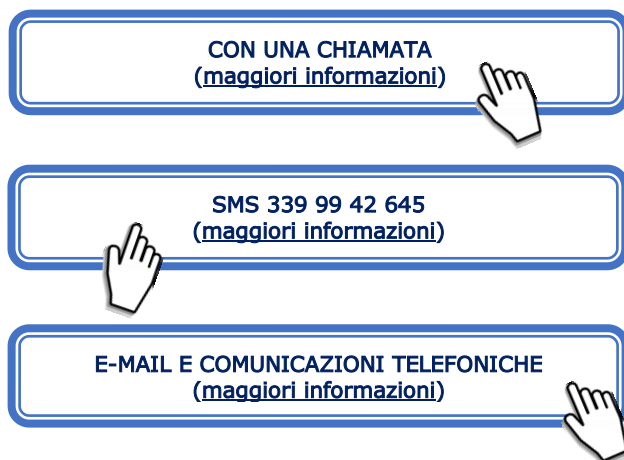 CON UNA CHIAMATA
(maggiori informazioni)
SMS 339 99 42 645
(maggiori informazioni)
E-MAIL E COMUNICAZIONI TELEFONICHE
(maggiori informazioni)